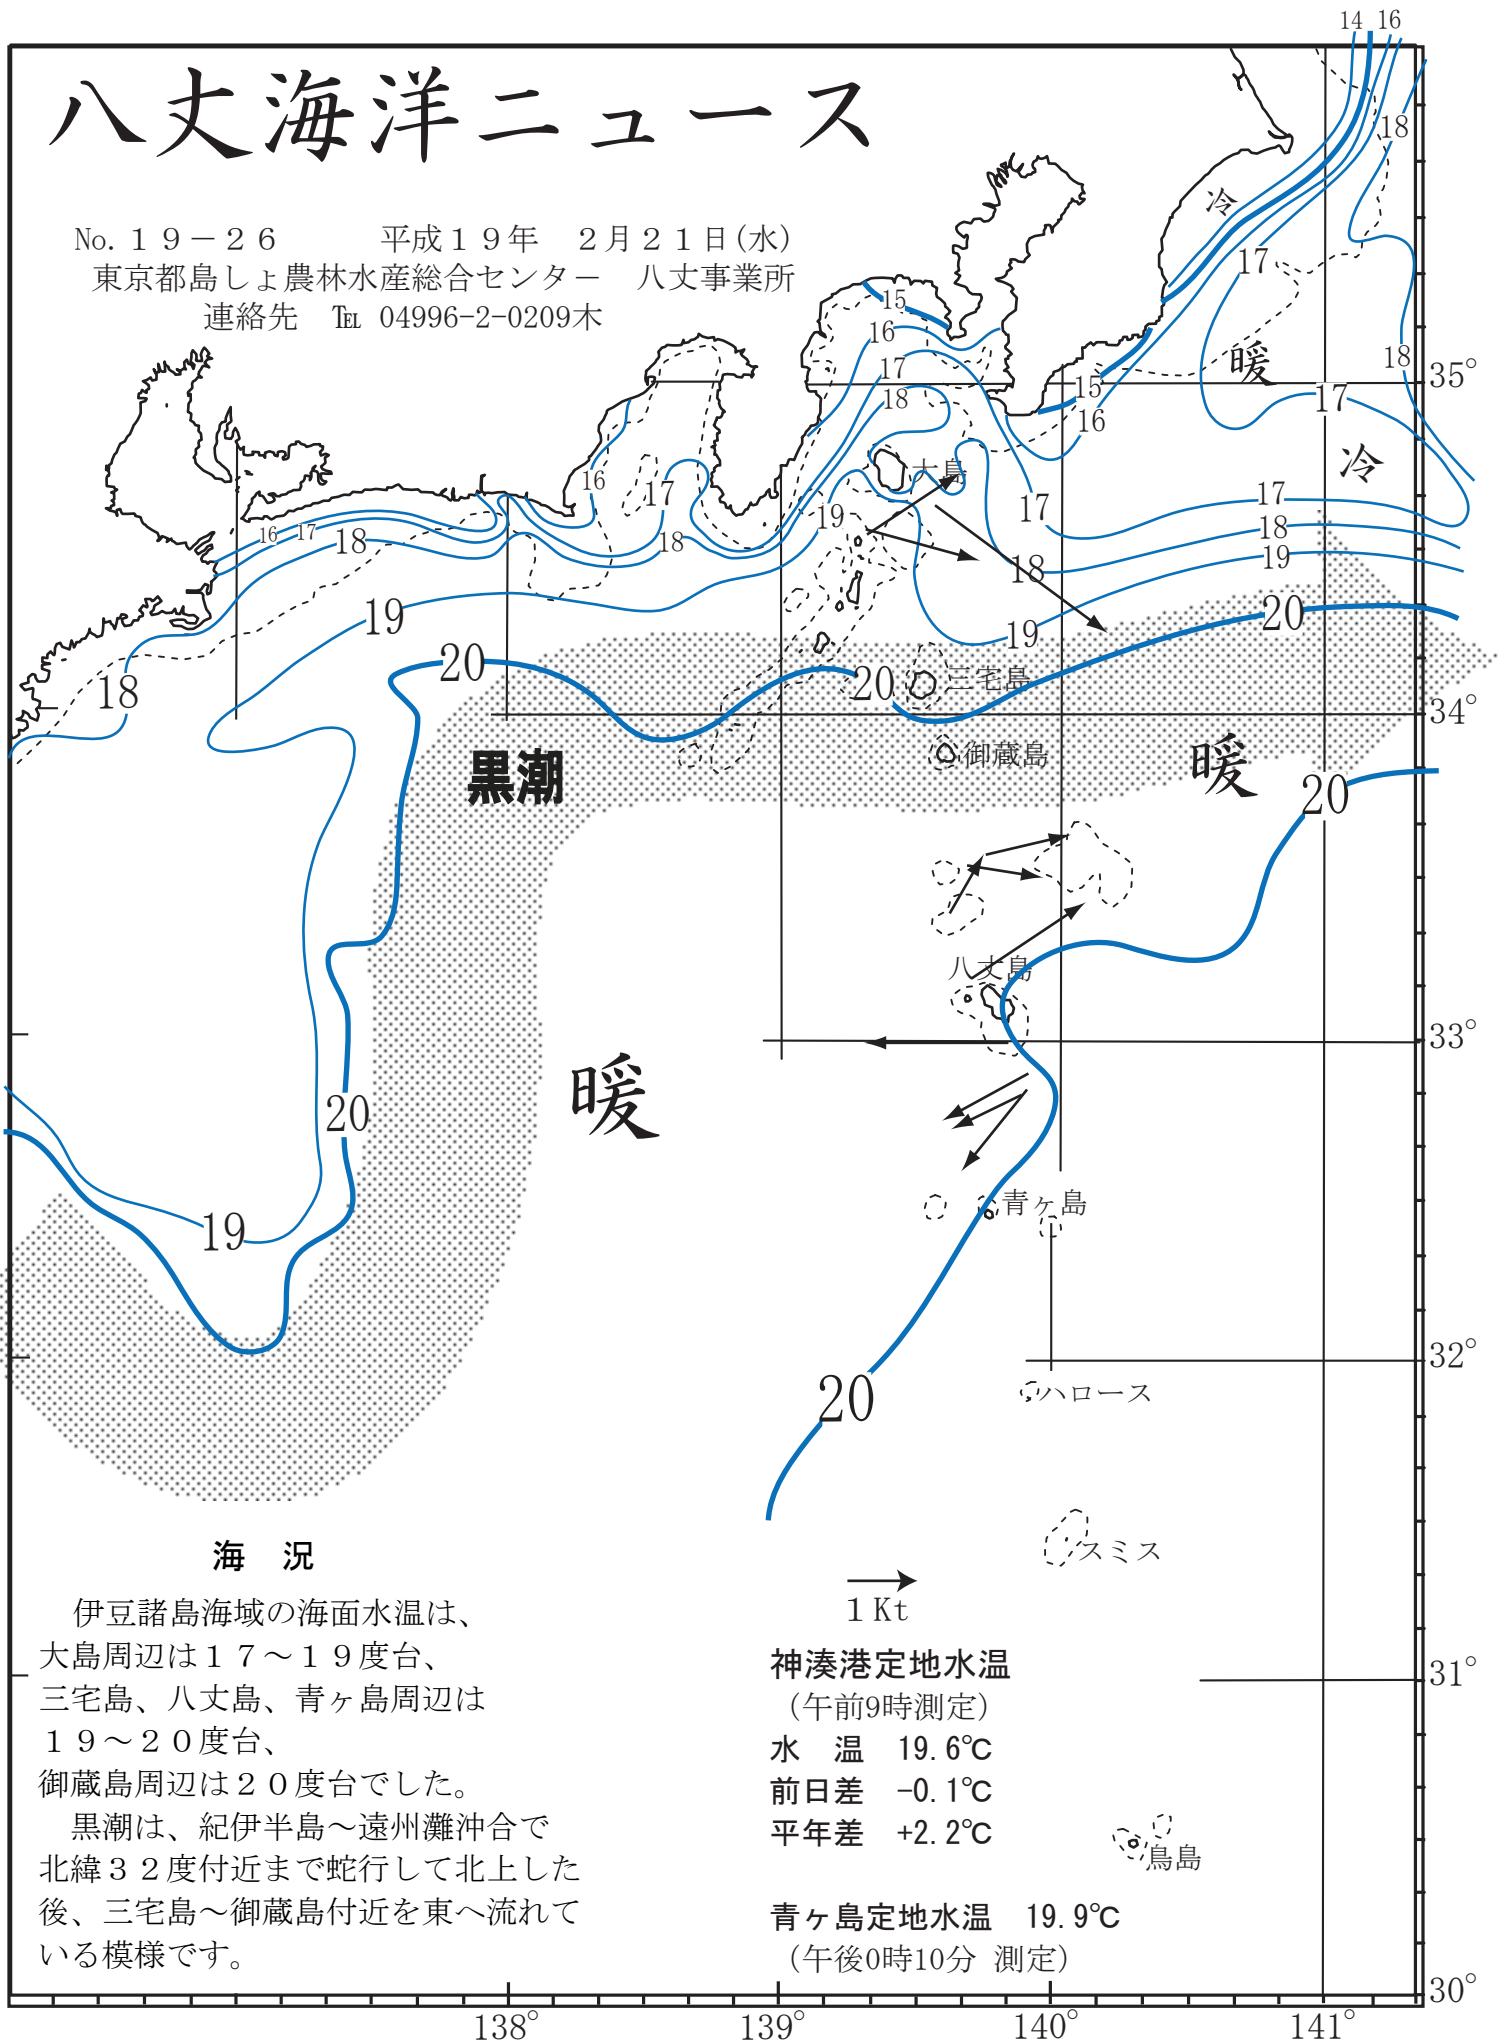 14 16
八丈海洋ニュース
18
冷
No. 19-26 平成19年 2月21日(水)
東京都島しょ農林水産総合センター 八丈事業所
連絡先 ℡ 04996-2-0209木
17
15
16
暖
18
35°
17
18
15
17
16
冷
大島
16
17
17
17
19
18
16
17
18
18
19
18
19
20
19
20
18
三宅島
20
34°
黒潮
御蔵島
暖
20
八丈島
33°
暖
20
青ヶ島
19
32°
20
ハロース
スミス
1 Kt
31°
鳥島
30°
138°
139°
140°
141°
海 況
伊豆諸島海域の海面水温は、
大島周辺は17～19度台、
三宅島、八丈島、青ヶ島周辺は
19～20度台、
御蔵島周辺は20度台でした。
黒潮は、紀伊半島～遠州灘沖合で
北緯32度付近まで蛇行して北上した
後、三宅島～御蔵島付近を東へ流れて
いる模様です。
神湊港定地水温
(午前9時測定)
水 温 19.6℃
前日差 -0.1℃
平年差 +2.2℃
青ヶ島定地水温 19.9℃
(午後0時10分 測定)